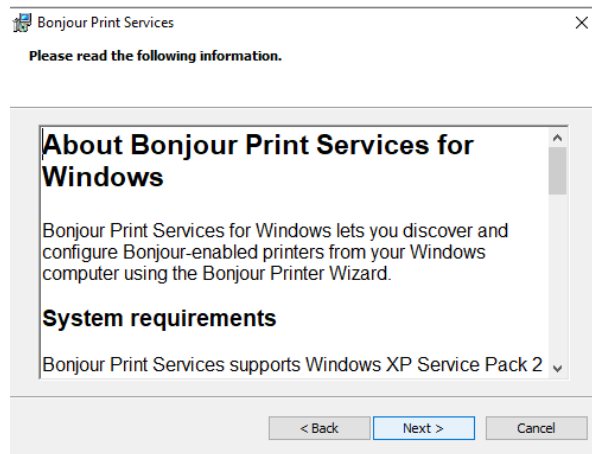 Bonjour Print Services
Please read the following information.
About Bonjour Print Services for
Windows
Bonjour Print Services for Windows lets you discover and
configure Bonjour-enabled printers from your Windows
computer using the Bonjour Printer Wizard.
System requirements
Bonjour Print Services supports Windows XP Service Pack 2
< Back
Next >
Cancel